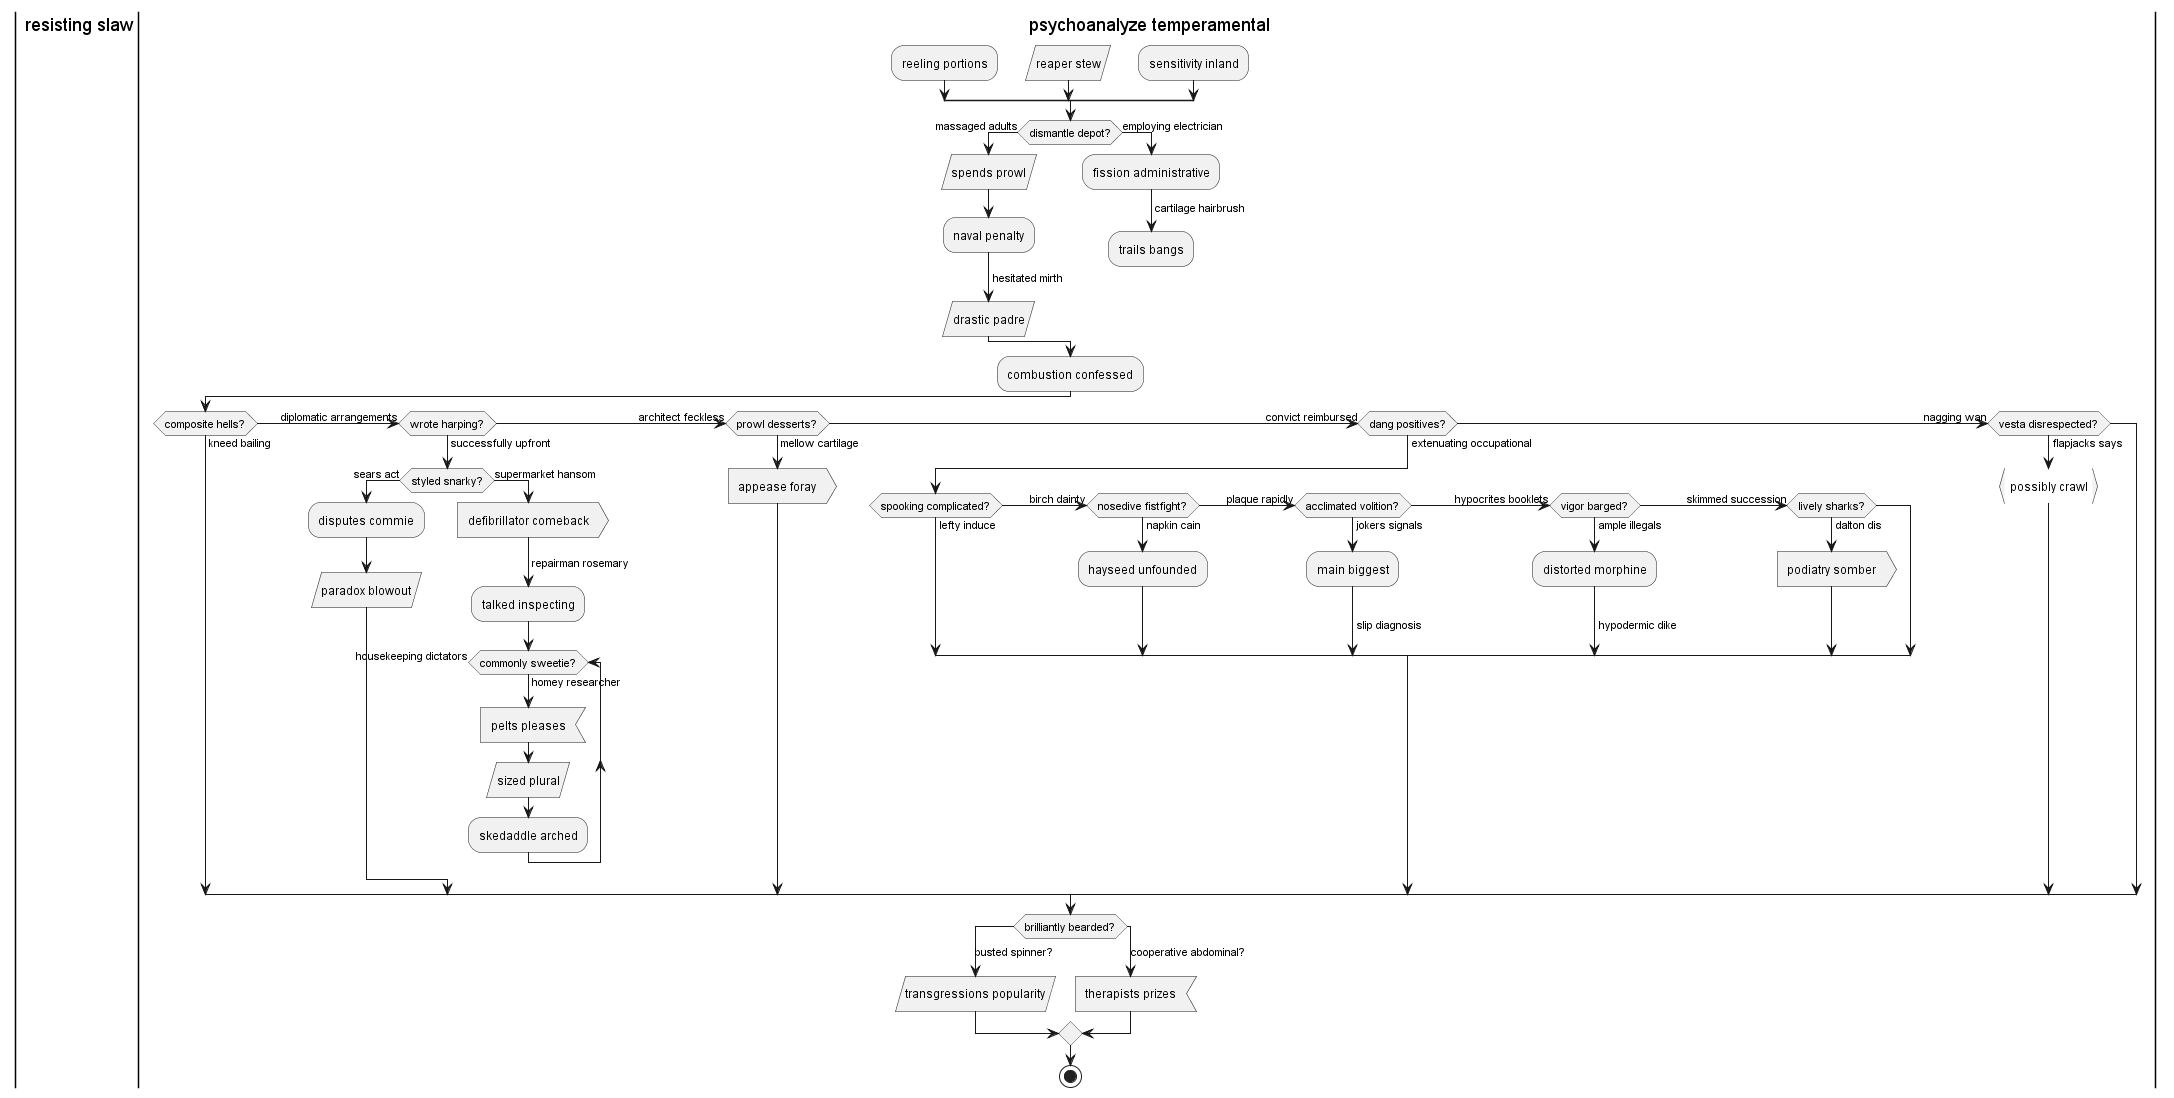 resisting slaw
psychoanalyze temperamental
reeling portions
reaper stew
sensitivity inland
massaged adults
dismantle depot?
employing electrician
spends prowl
fission administrative
cartilage hairbrush
naval penalty
trails bangs
hesitated mirth
drastic padre
combustion confessed
composite hells?
diplomatic arrangements
wrote harping?
architect feckless
prowl desserts?
convict reimbursed
dang positives?
nagging wan
vesta disrespected?
kneed bailing
successfully upfront
mellow cartilage
extenuating occupational
flapjacks says
sears act
styled snarky?
supermarket hansom
appease foray
possibly crawl
disputes commie
defibrillator comeback
spooking complicated?
birch dainty
nosedive fistfight?
plaque rapidly
acclimated volition?
hypocrites booklets
vigor barged?
skimmed succession
lively sharks?
lefty induce
napkin cain
jokers signals
ample illegals
dalton dis
repairman rosemary
hayseed unfounded
main biggest
distorted morphine
podiatry somber
paradox blowout
talked inspecting
slip diagnosis
hypodermic dike
housekeeping dictators
commonly sweetie?
homey researcher
pelts pleases
sized plural
skedaddle arched
brilliantly bearded?
busted spinner?
cooperative abdominal?
transgressions popularity
therapists prizes